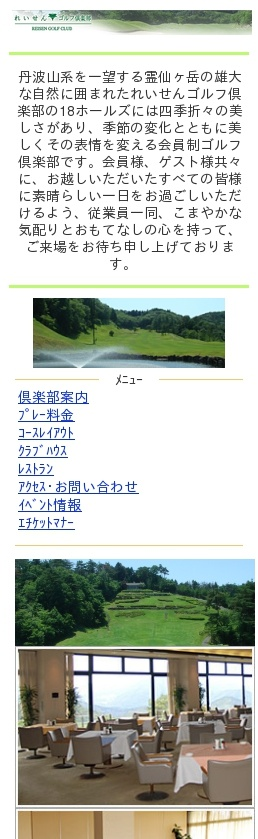 れいせん▼ゴルフ倶楽部
REISEN GOLF CLUB
丹波山系を一望する霊仙ヶ岳の雄大
な自然に囲まれたれいせんゴルフ倶
楽部の18ホールズには四季折々の美
しさがあり、季節の変化とともに美
しくその表情を変える会員制ゴルフ
倶楽部です。会員様、ゲスト様共々
に、お越しいただいたすべての皆様
に素晴らしい一日をお過ごしいただ
けるよう、従業員一同、こまやかな
気配りとおもてなしの心を持って、
ご来場をお待ち申し上げておりま
す。
ﾒﾆｭｰ
倶楽部案内
ﾌﾟﾚｰ料金
ｺｰｽﾚｲｱｳﾄ
ｸﾗﾌﾞﾊｳｽ
ﾚｽﾄﾗﾝ
ｱｸｾｽ･お問い合わせ
ｲﾍﾞﾝﾄ情報
ｴﾁｹｯﾄﾏﾅｰ